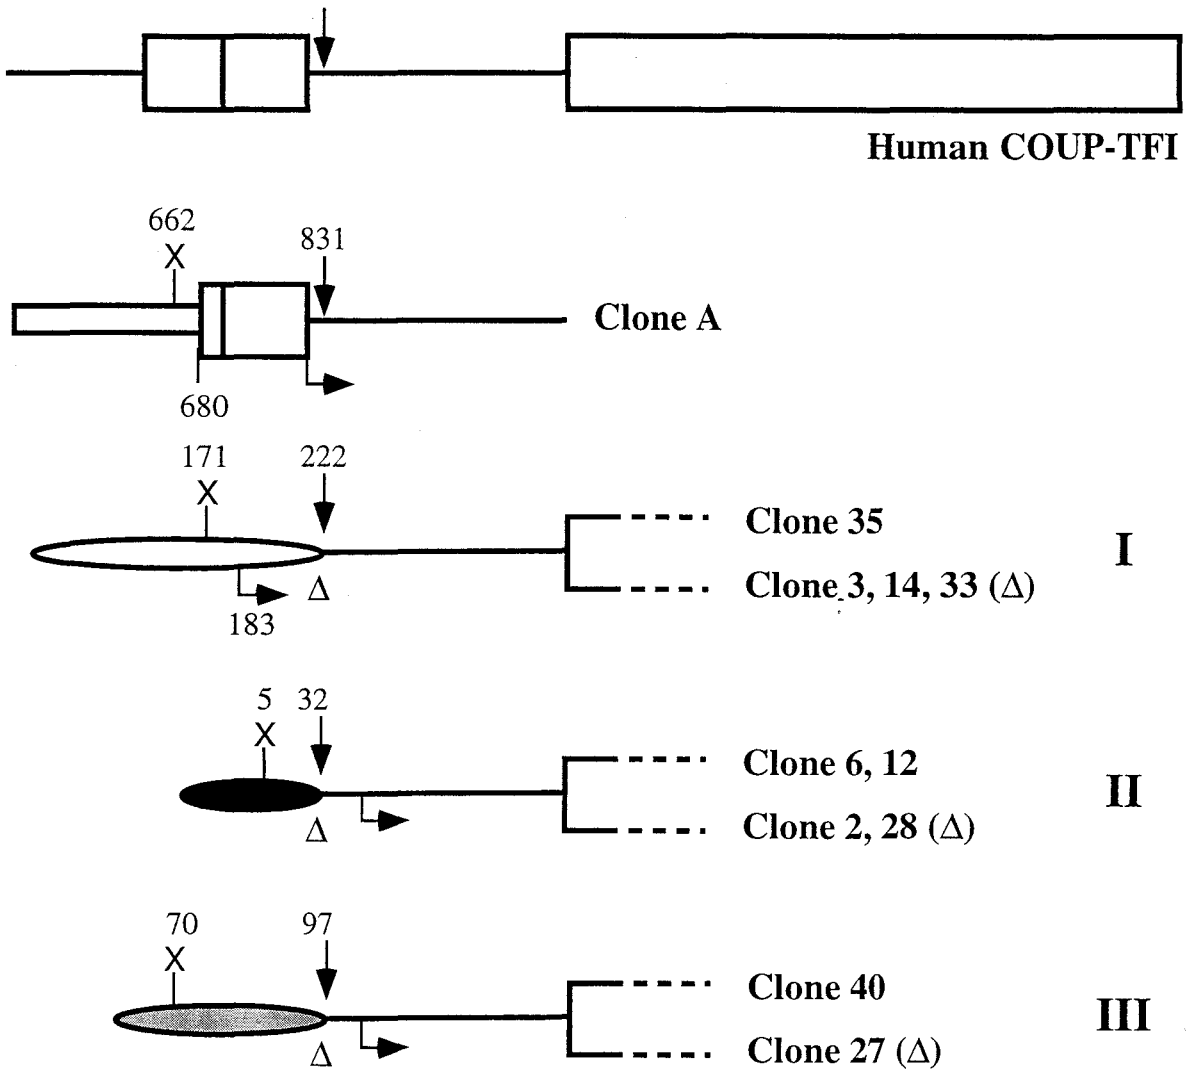 Human COUP-TFI
662
X
831
Clone A
680
171
X
222
Clone 35
I
Δ
Clone 3, 14, 33 (Δ)
183
5
X
32
Clone 6, 12
II
Δ
Clone 2, 28 (Δ)
70
X
97
Clone 40
III
Δ
Clone 27 (Δ)